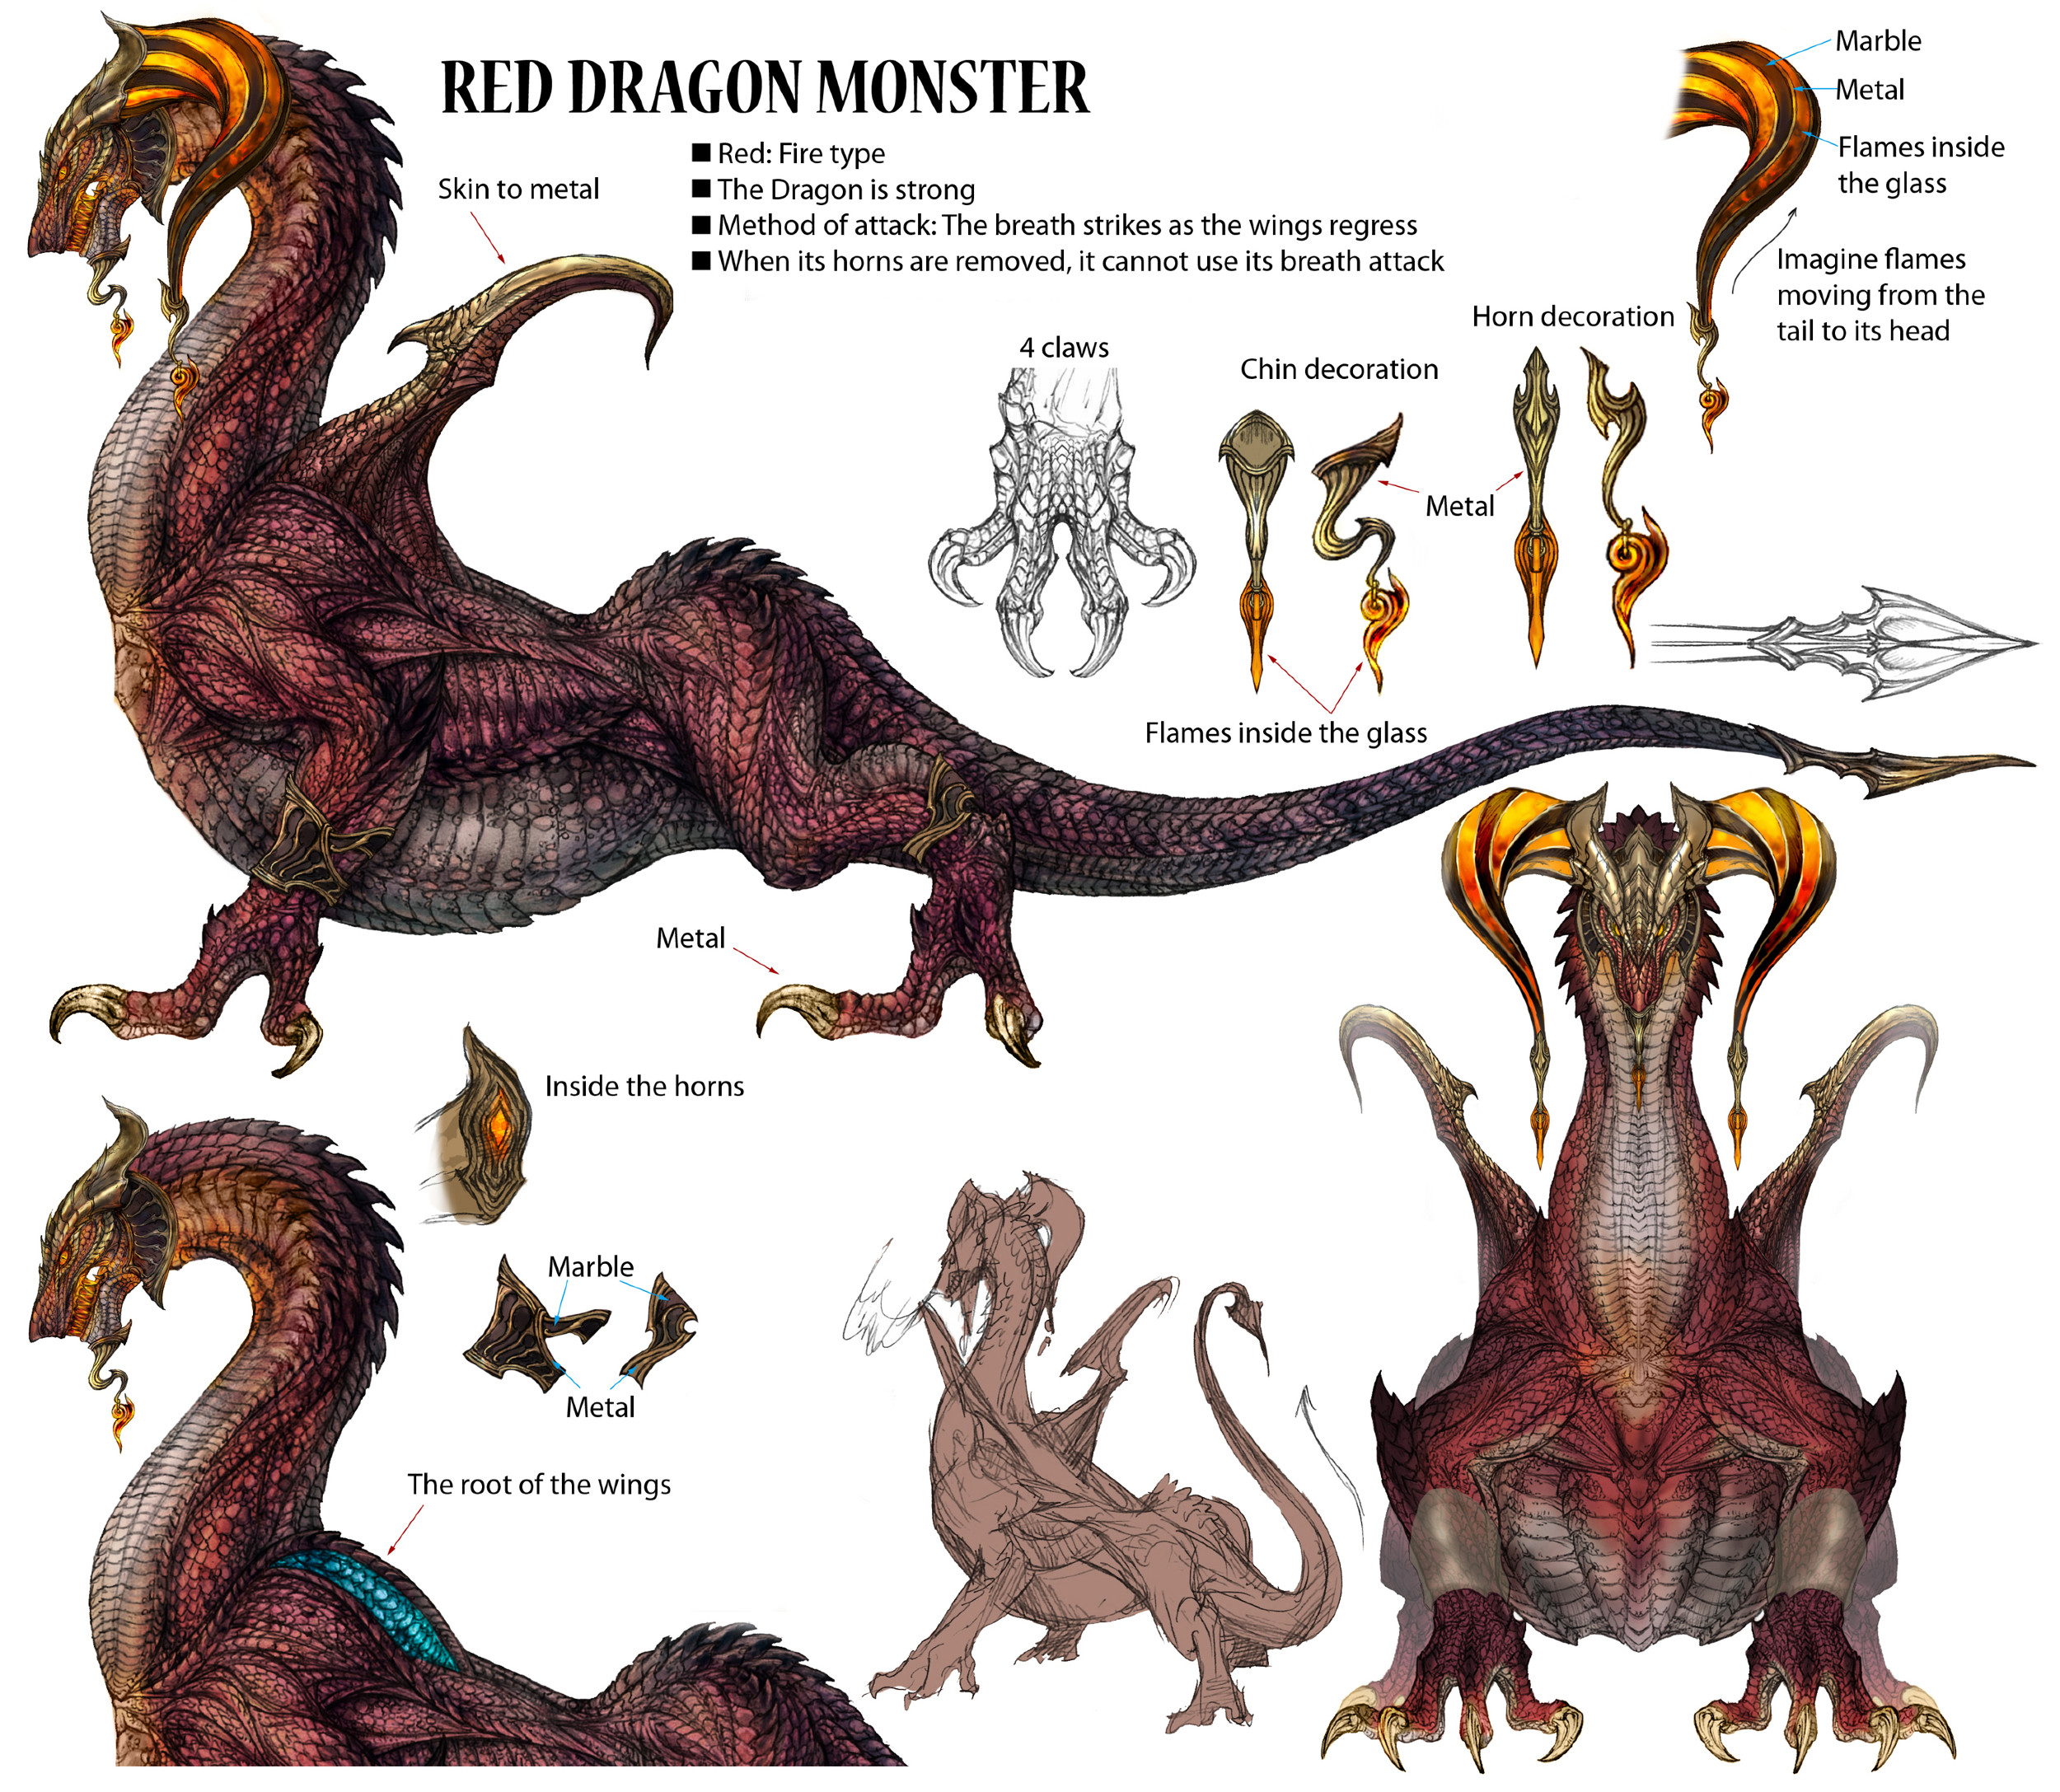 RED DRAGON MONSTER
■ Red: Fire type
■ The Dragon is strong
■ Method of attack: The breath strikes as the wings regress
■ When its horns are removed, it cannot use its breath attack
Skin to metal
Marble
Metal
Flames inside
the glass
Imagine flames
moving from the
tail to its head
Horn decoration
4 claws
Chin decoration
Metal
Flames inside the glass
Metal
Inside the horns
Marble
Metal
The root of the wings